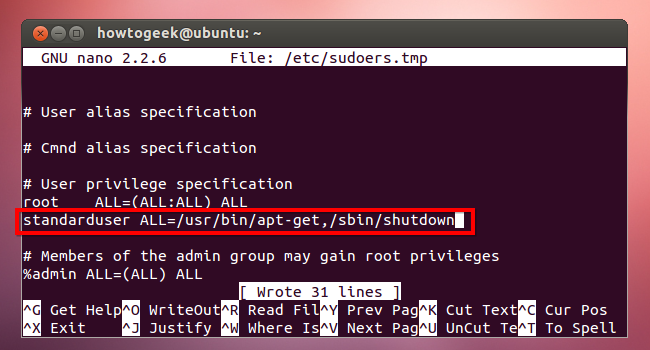 howtogeek@ubuntu: ~
GNU nano 2.2.6 File: /etc/sudoers.tmp
# User alias specification
# Cmnd alias specification
# User privilege specification
root ALL=(ALL:ALL) ALL
standarduser ALL=/usr/bin/apt-get,/sbin/shutdown
# Members of the admin group may gain root privileges
%admin ALL=(ALL) ALL
[ Wrote 31 lines ]
^G Get Help^O WriteOut^R Read Fil^Y Prev Pag^K Cut Text^C Cur Pos
^X Exit ^J Justify ^W Where Is^V Next Pag^U UnCut Te^T To Spell